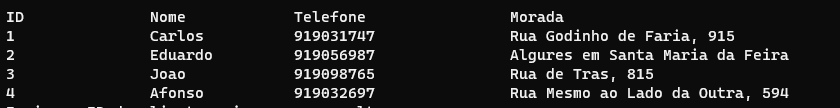 ID Nome Telefone Morada
1 Carlos 919031747 Rua Godinho de Faria, 915
2 Eduardo 919056987 Algures em Santa Maria da Feira
3 Joao 919098765 Rua de Tras, 815
4 Afonso 919032697 Rua Mesmo ao Lado da Outra, 594